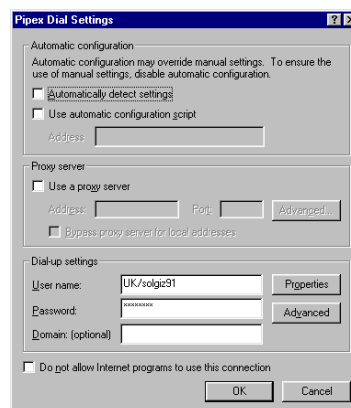 Pipex Dial Settings
Automatic configuration
Automatic configuration may override manual settings. To ensure the
use of manual settings, disable automatic configuration.
Automatically detect settings
Use automatic configuration script
Address
Proxy server
Use a proxy server
Address: Port: Advanced...
Bypass proxy server for local addresses
Dial-up settings
User name: UK/solgiz91 Properties
Password: xxxxxxxx Advanced
Domain: (optional)
Do not allow Internet programs to use this connection
OK Cancel